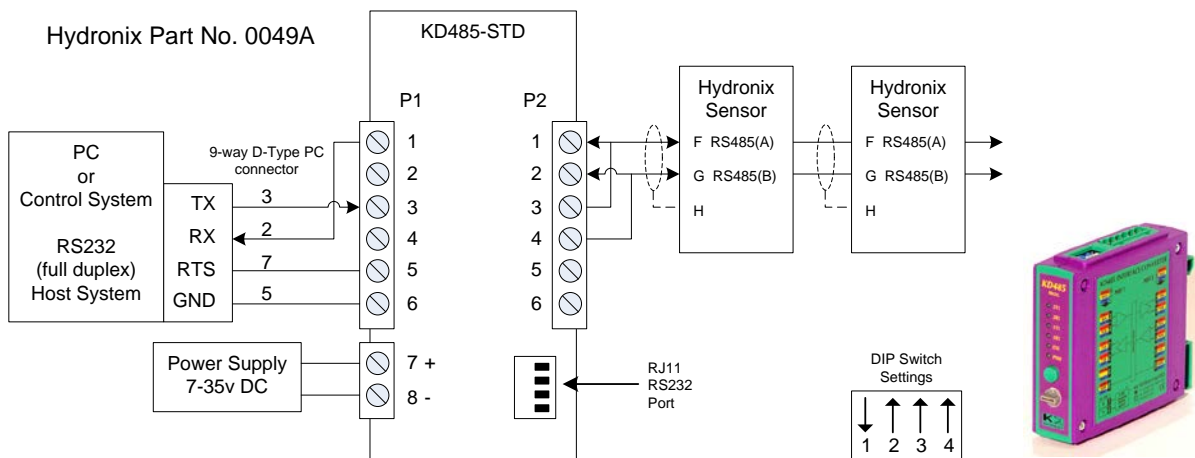 Hydronix Part No. 0049A
KD485-STD
P1
P2
1
2
3
4
5
6
7 +
8 -
1
2
3
4
5
6
PC
or
Control System
RS232
(full duplex)
Host System
9-way D-Type PC
connector
TX
3
RX
2
RTS
7
GND
5
Power Supply
7-35v DC
Hydronix
Sensor
F RS485(A)
G RS485(B)
H
Hydronix
Sensor
F RS485(A)
G RS485(B)
H
RJ11
RS232
Port
DIP Switch
Settings
1 2 3 4
KD485